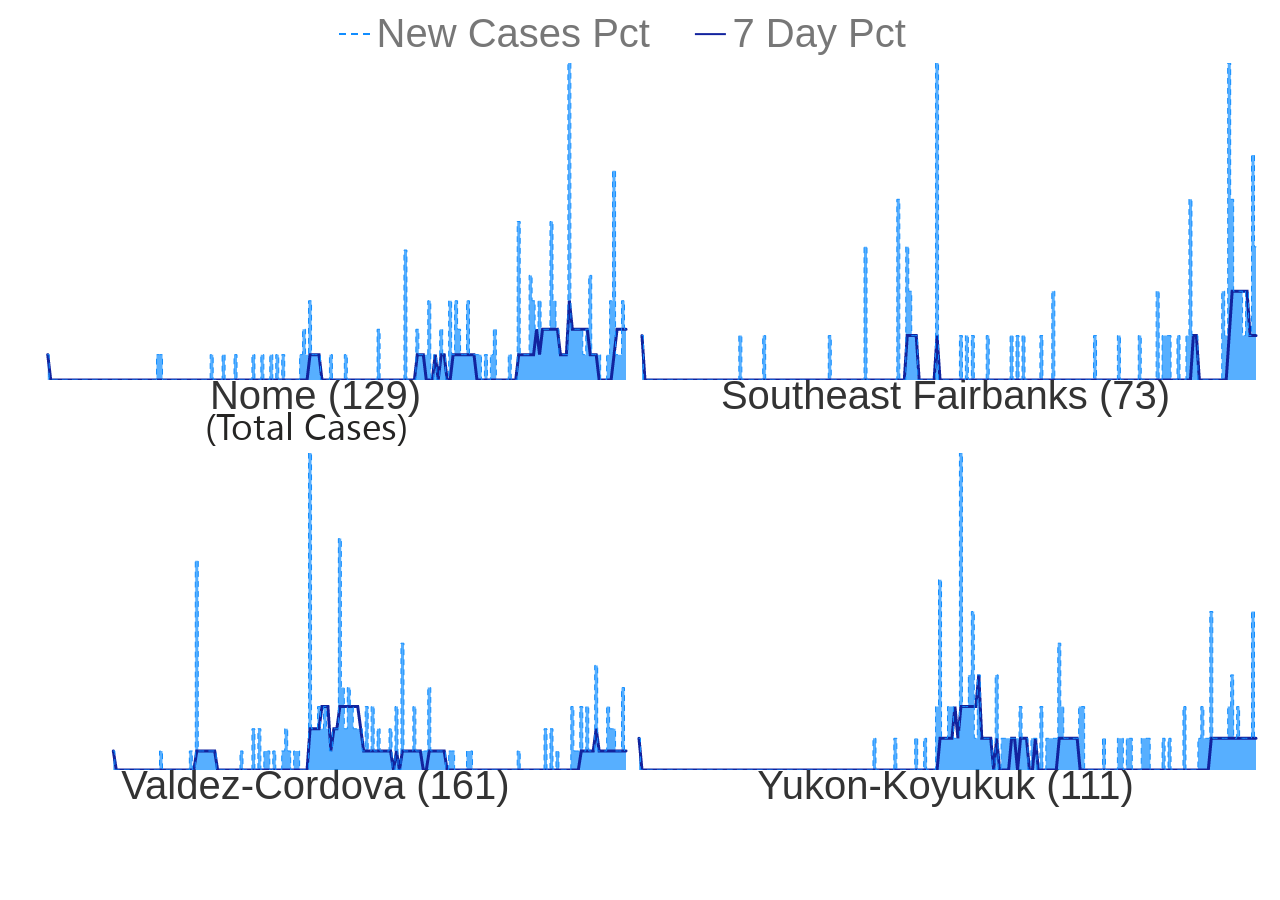 New Cases Pct 7 Day Pct
Nome (129)
(Total Cases)
Southeast Fairbanks (73)
Valdez-Cordova (161)
Yukon-Koyukuk (111)